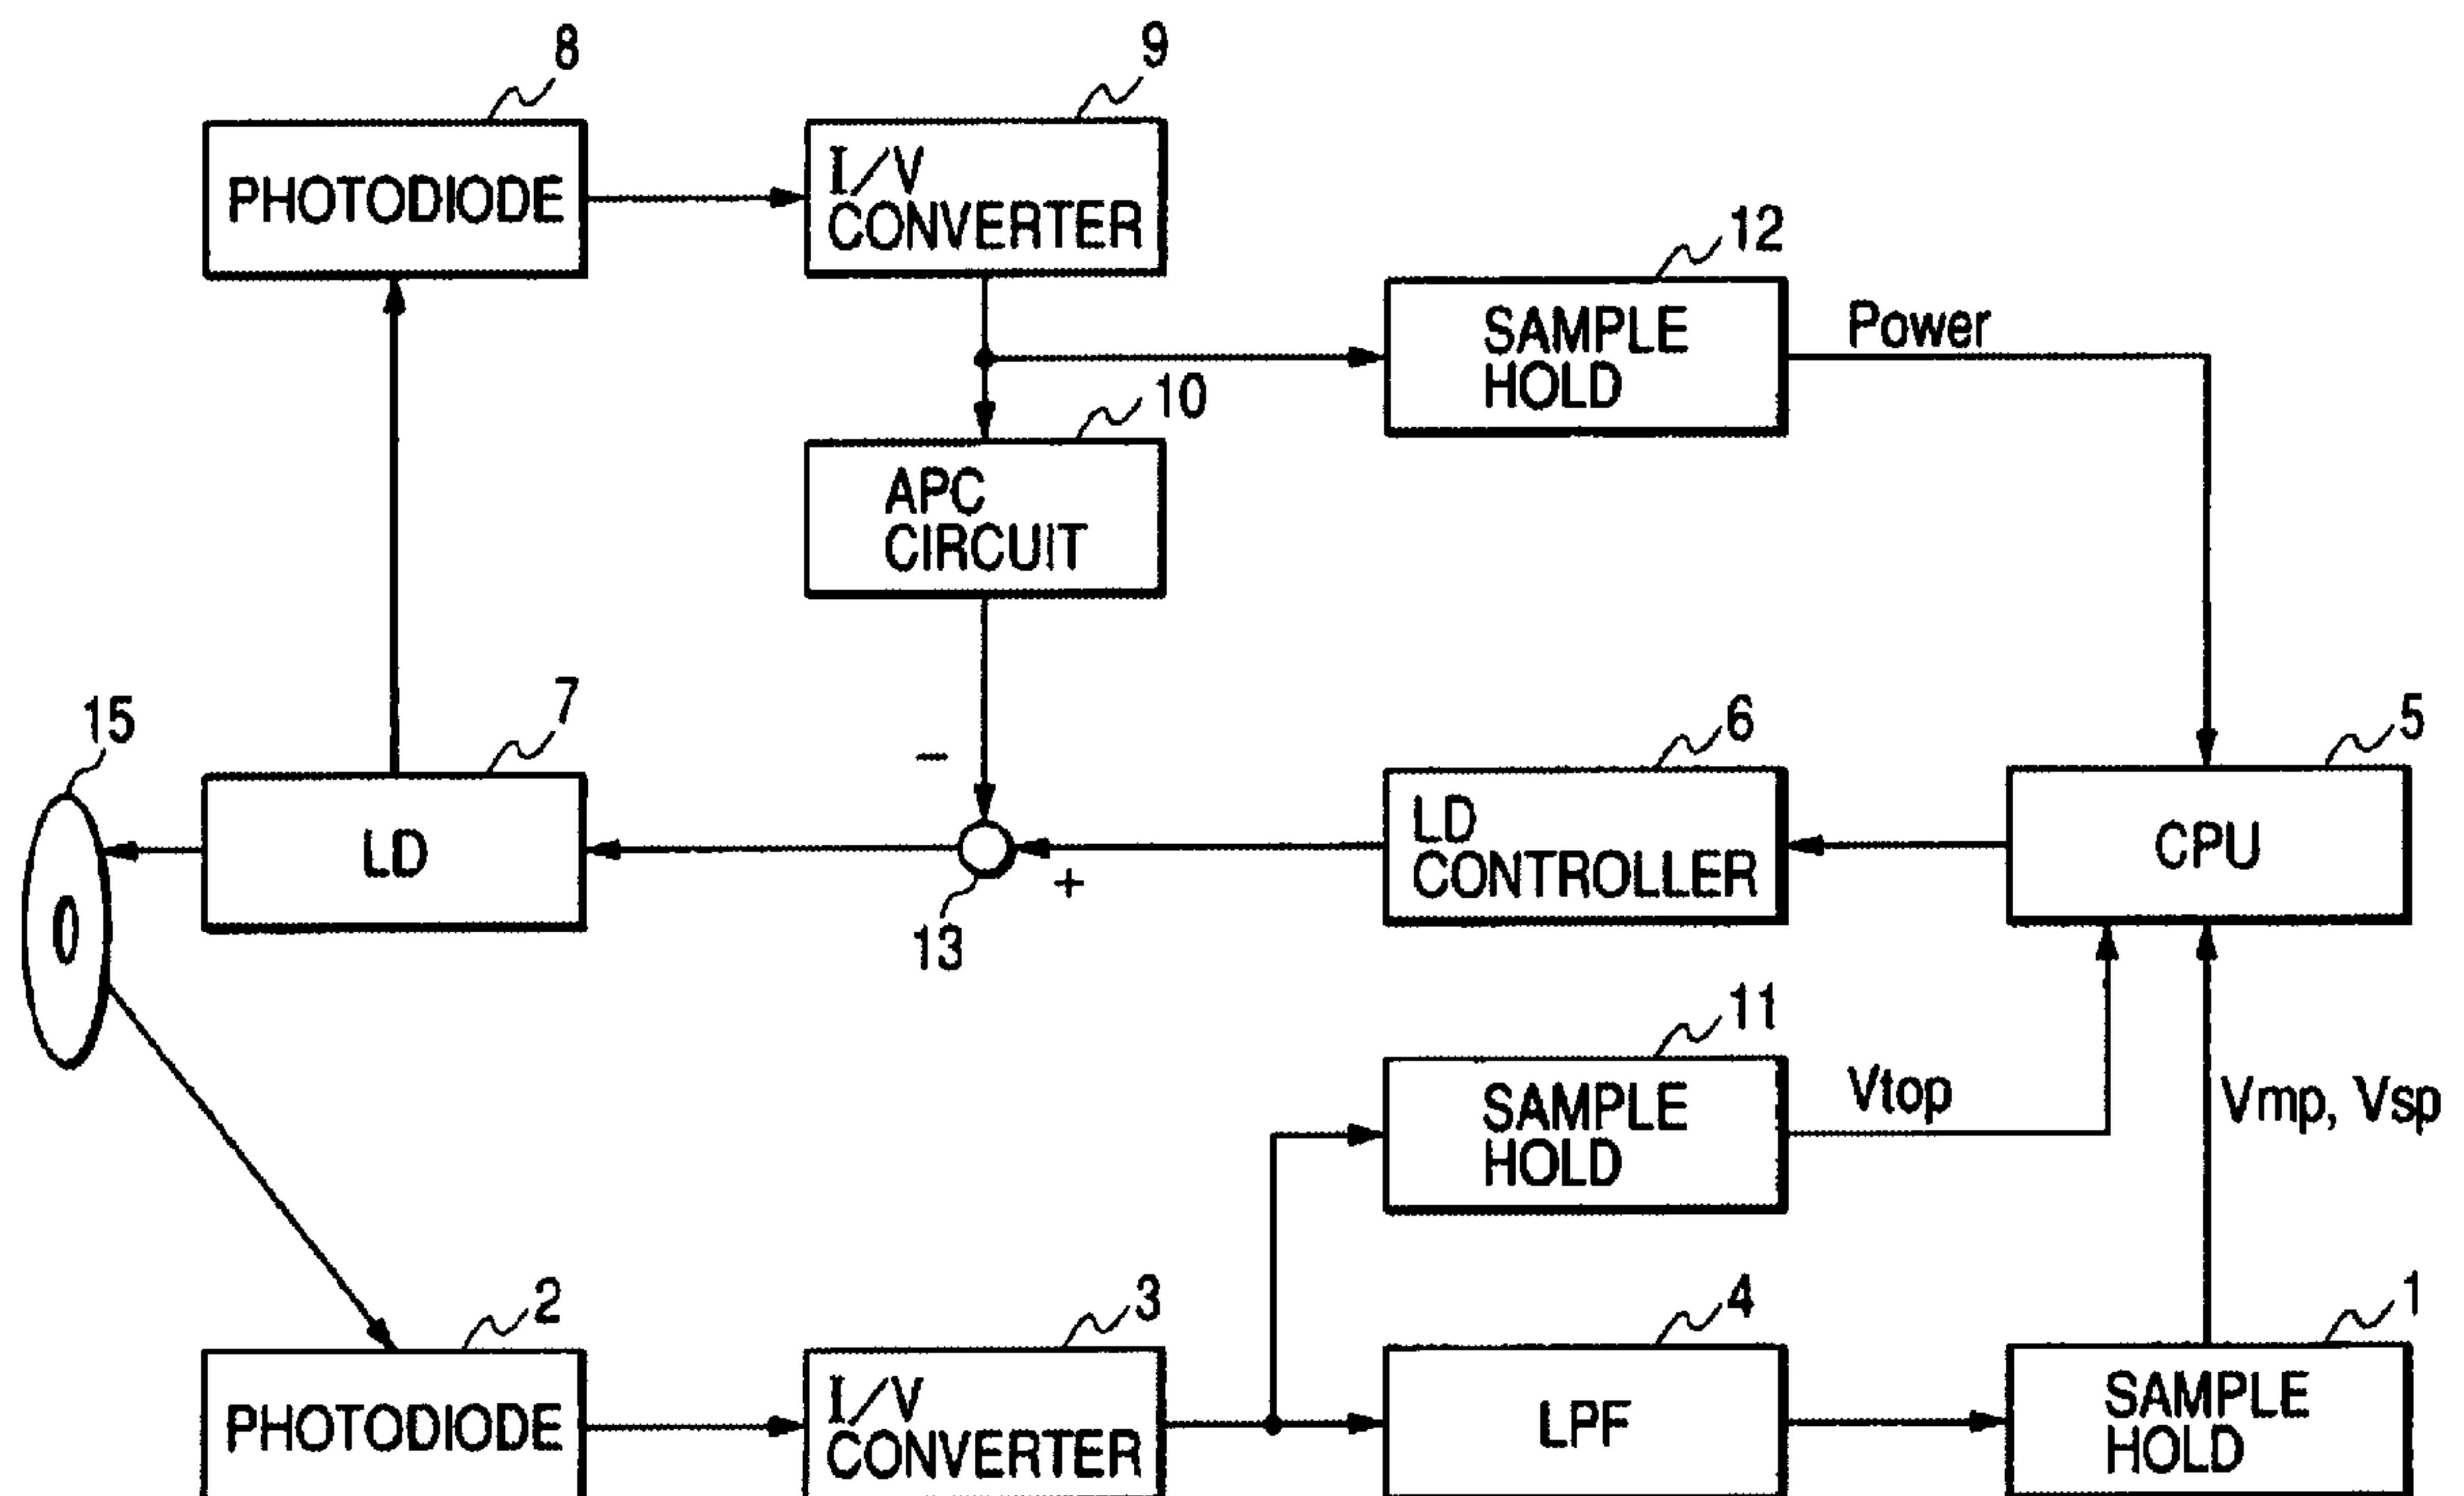 8
9
PHOTODIODE
I/V
CONVERTER
12
SAMPLE
HOLD
Power
10
APC
CIRCUIT
15
7
6
5
LD
−
+
13
LD
CONTROLLER
CPU
11
SAMPLE
HOLD
Vtop
Vmp, Vsp
2
3
4
1
PHOTODIODE
I/V
CONVERTER
LPF
SAMPLE
HOLD